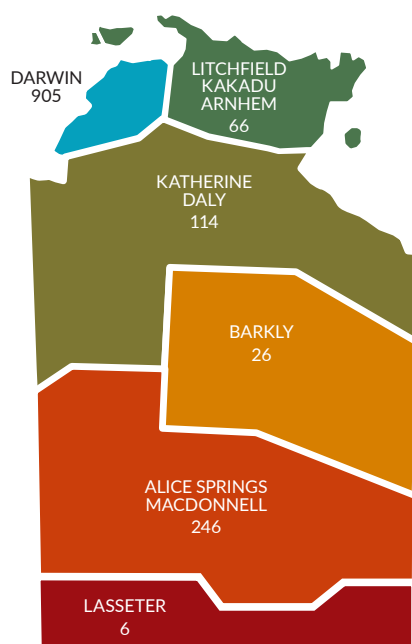 DARWIN
905
LITCHFIELD
KAKADU
ARNHEM
66
KATHERINE
DALY
114
BARKLY
26
ALICE SPRINGS
MACDONNELL
246
LASSETER
6